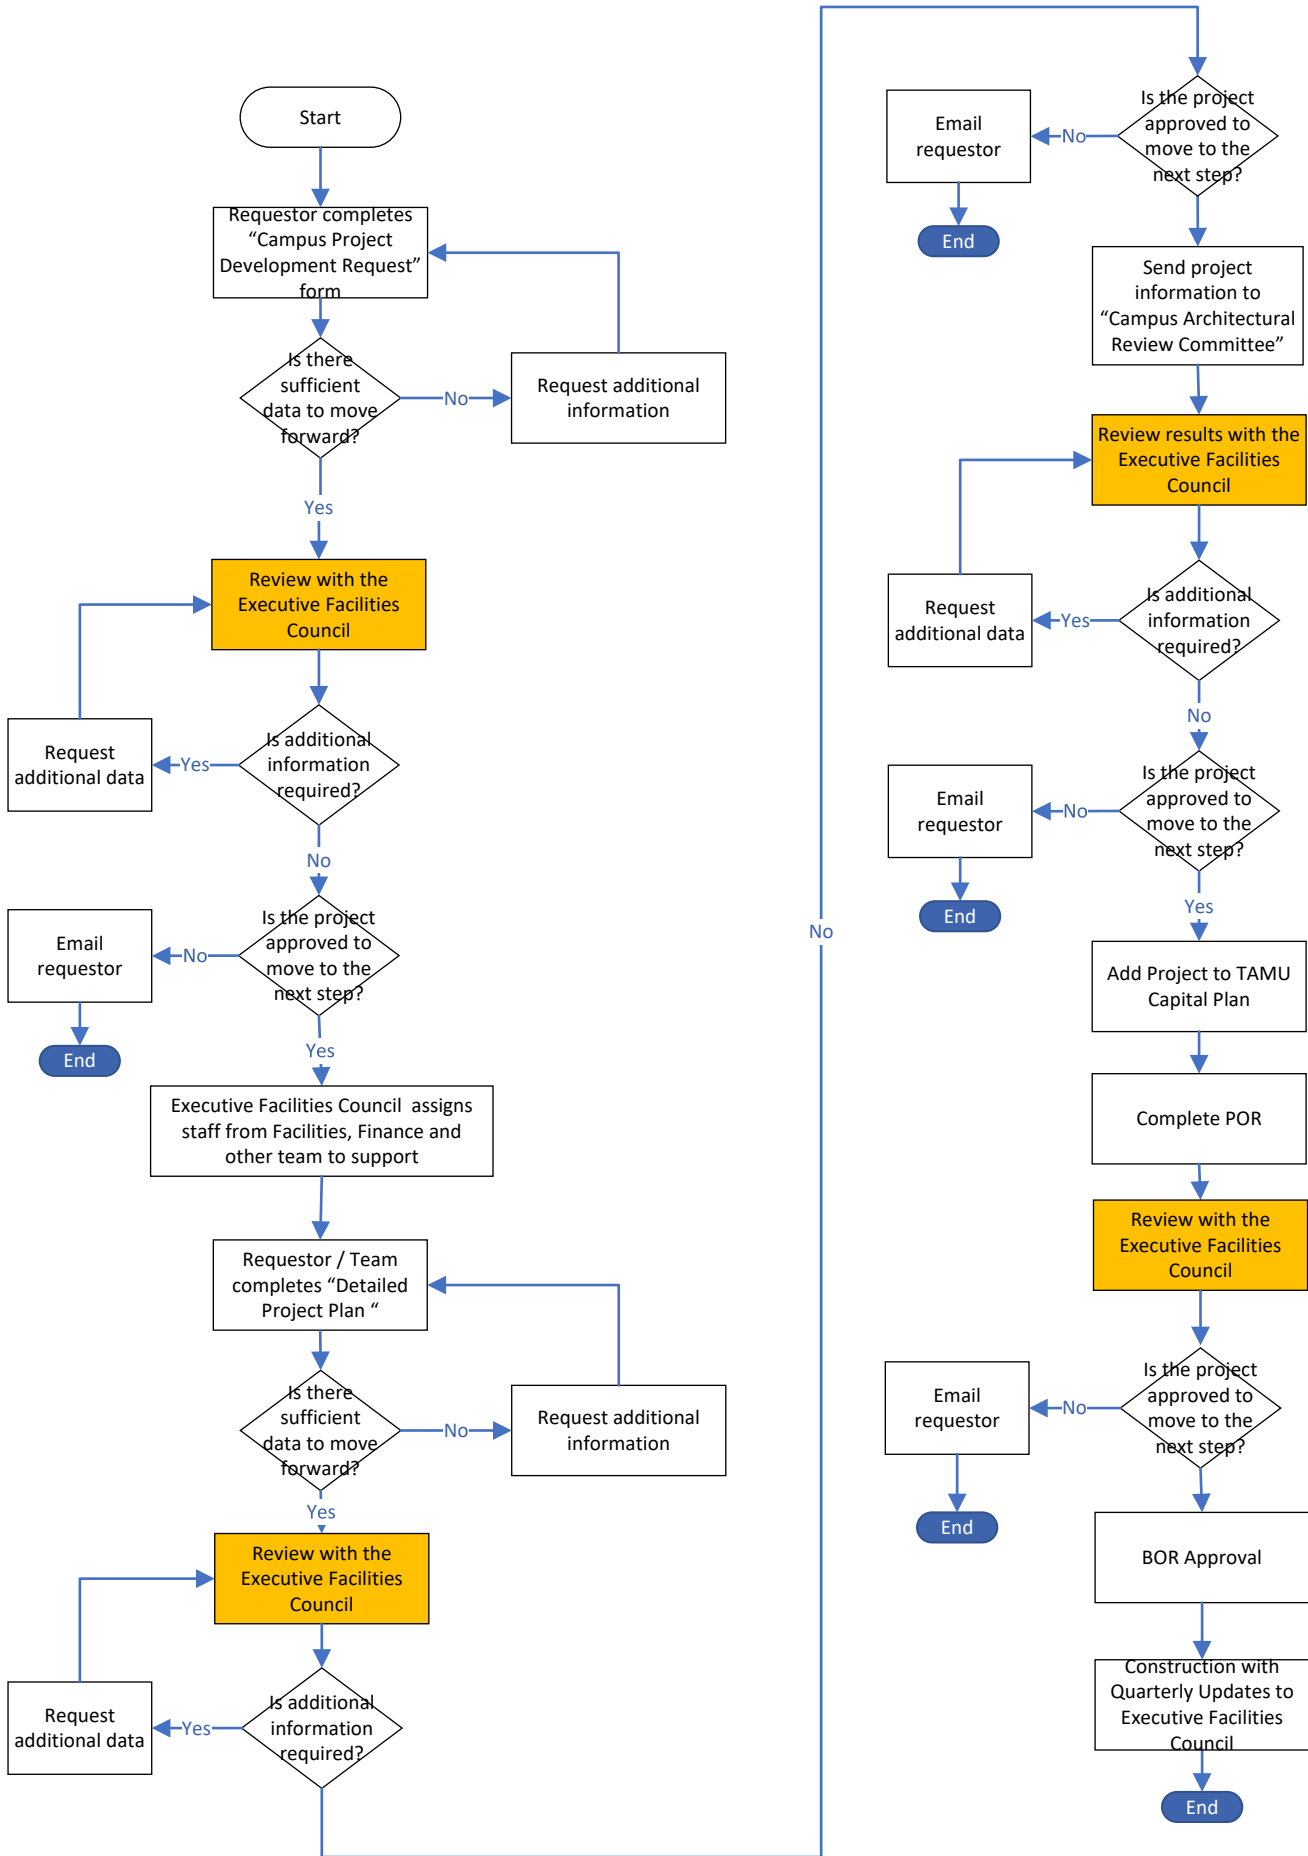 Start
Requestor completes
“Campus Project
Development Request”
form
Is there
sufficient
data to move
forward?
No
Request additional
information
Yes
Review with the
Executive Facilities
Council
Is additional
information
required?
Yes
Request
additional data
No
Is the project
approved to
move to the
next step?
No
Email
requestor
End
Yes
Executive Facilities Council  assigns
staff from Facilities, Finance and
other team to support
Requestor / Team
completes “Detailed
Project Plan “
Is there
sufficient
data to move
forward?
No
Request additional
information
Yes
Review with the
Executive Facilities
Council
Is additional
information
required?
Yes
Request
additional data
No
Is the project
approved to
move to the
next step?
No
Email
requestor
End
Send project
information to
“Campus Architectural
Review Committee”
Review results with the
Executive Facilities
Council
Is additional
information
required?
Yes
Request
additional data
No
Is the project
approved to
move to the
next step?
No
Email
requestor
End
Yes
Add Project to TAMU
Capital Plan
Complete POR
Review with the
Executive Facilities
Council
Is the project
approved to
move to the
next step?
No
Email
requestor
End
BOR Approval
Construction with
Quarterly Updates to
Executive Facilities
Council
End